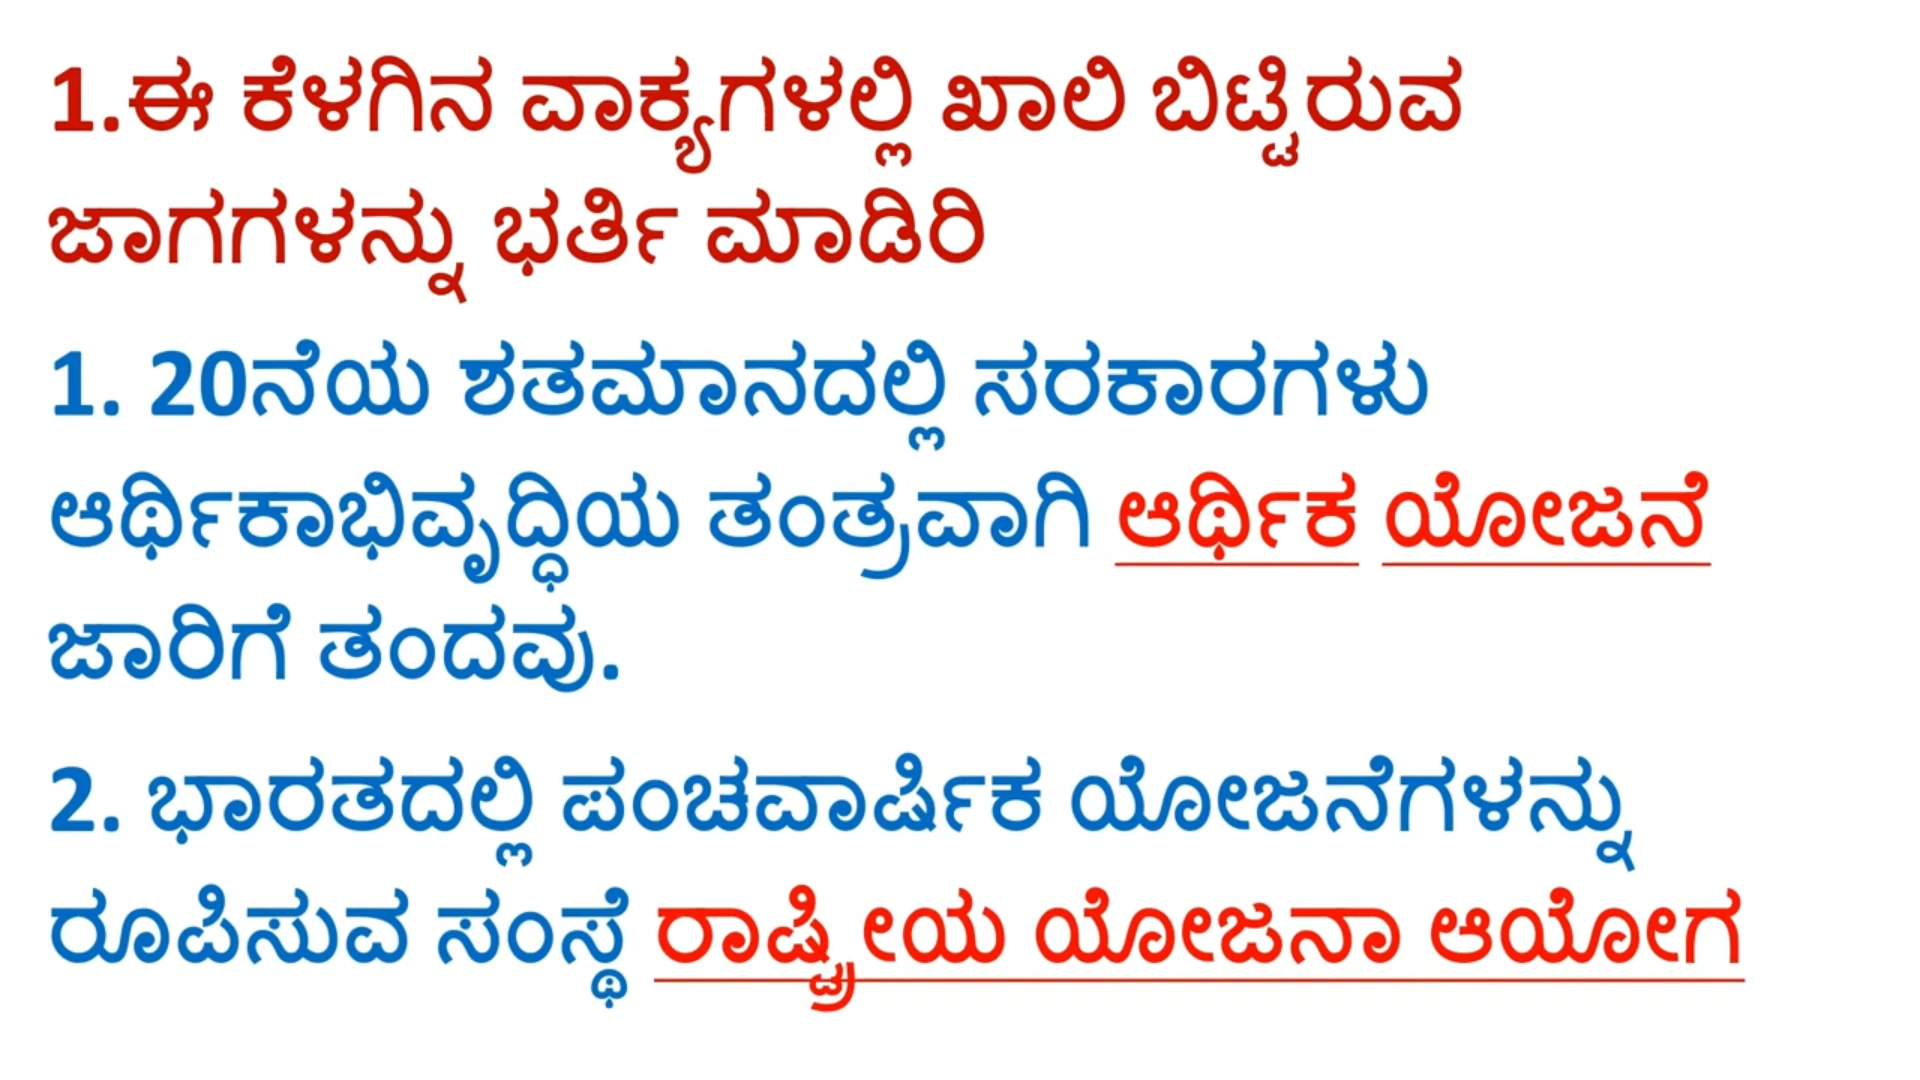 1.ಈ ಕೆಳಗಿನ ವಾಕ್ಯಗಳಲ್ಲಿ ಖಾಲಿ ಬಿಟ್ಟಿರುವ
ಜಾಗಗಳನ್ನು ಭರ್ತಿ ಮಾಡಿರಿ
1. 20ನೆಯ ಶತಮಾನದಲ್ಲಿ ಸರಕಾರಗಳು
ಆರ್ಥಿಕಾಭಿವೃದ್ಧಿಯ ತಂತ್ರವಾಗಿ ಆರ್ಥಿಕ ಯೋಜನೆ
ಜಾರಿಗೆ ತಂದವು.
2. ಭಾರತದಲ್ಲಿ ಪಂಚವಾರ್ಷಿಕ ಯೋಜನೆಗಳನ್ನು
ರೂಪಿಸುವ ಸಂಸ್ಥೆ ರಾಷ್ಟ್ರೀಯ ಯೋಜನಾ ಆಯೋಗ